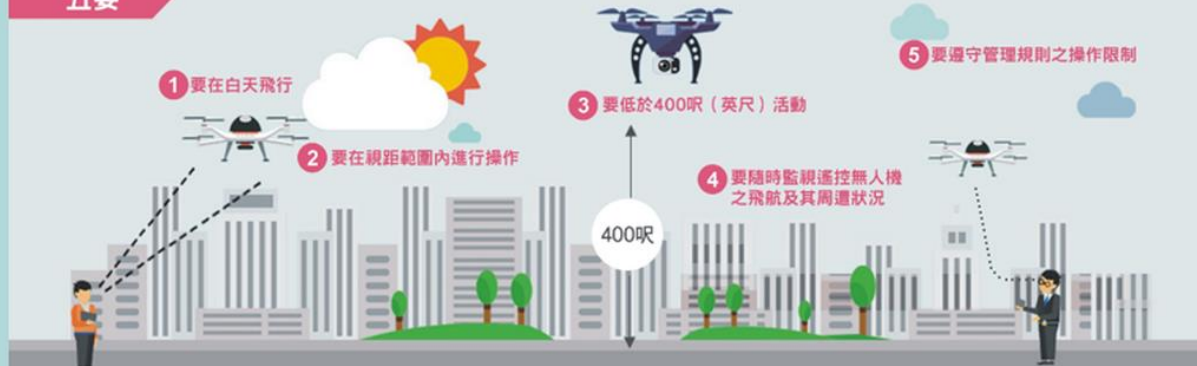 五要
1 要在白天飛行
2 要在視距範圍內進行操作
3 要低於400呎（英尺）活動
4 要隨時監視遙控無人機
之飛航及其周遭狀況
5 要遵守管理規則之操作限制
400呎